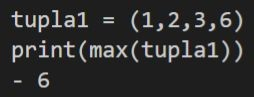 tupla1 = (1,2,3,6)
print(max(tupla1))
- 6